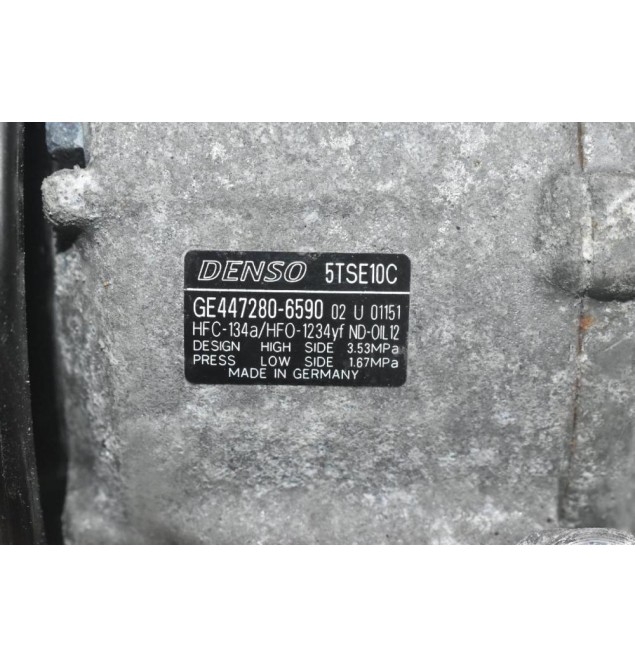 DENSO 5TSE10C
GE447280-6590 02 U 01151
HFC-134a/HFO-1234yf ND-OIL12
DESIGN HIGH SIDE 3.53MPa
PRESS LOW SIDE 1.67MPa
MADE IN GERMANY